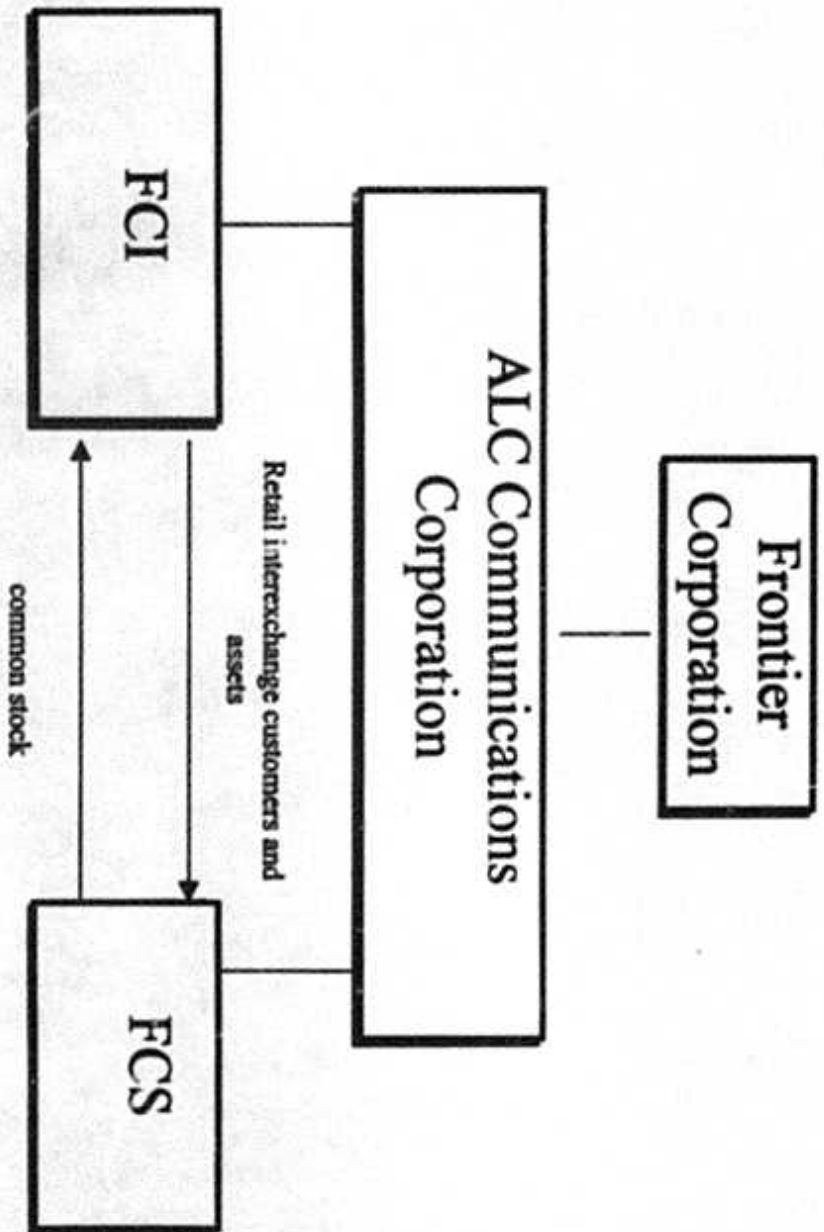 Frontier
Corporation
ALC Communications
Corporation
FCI
Retail interexchange customers and
assets
common stock
FCS